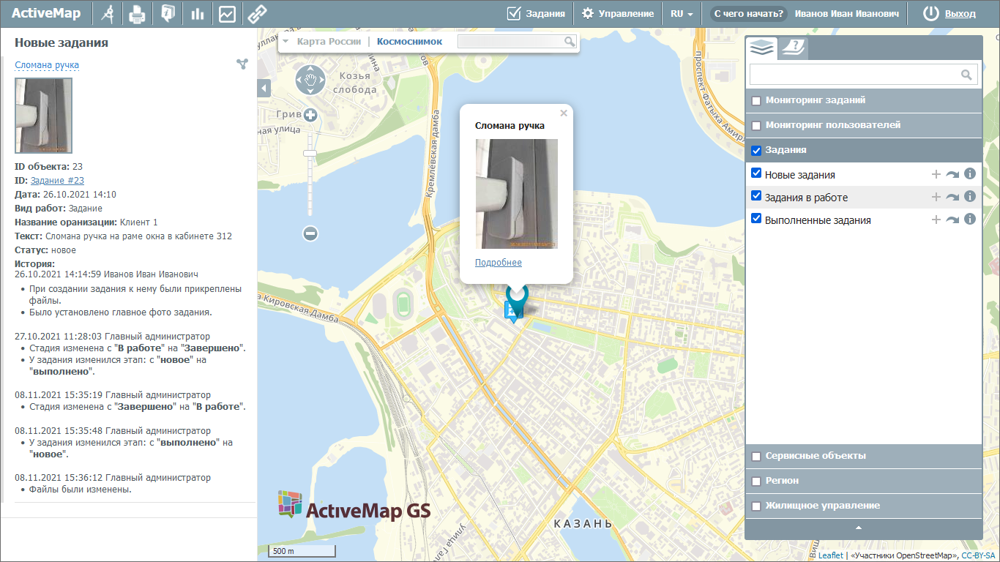 ActiveMap
Задания
Управление
RU
С чего начать?
Иванов Иван Иванович
Выход
Новые задания
Сломана ручка
ID объекта: 23
ID: Задание #23
Дата: 26.10.2021 14:10
Вид работ: Задание
Название оранизации: Клиент 1
Текст: Сломана ручка на раме окна в кабинете 312
Статус: новое
История:
26.10.2021 14:14:59 Иванов Иван Иванович
• При создании задания к нему были прикреплены
файлы.
• Было установлено главное фото задания.
27.10.2021 11:28:03 Главный администратор
• Стадия изменена с "В работе" на "Завершено".
• У задания изменился этап: с "новое" на
"выполнено".
08.11.2021 15:35:19 Главный администратор
• Стадия изменена с "Завершено" на "В работе".
08.11.2021 15:35:48 Главный администратор
• У задания изменился этап: с "выполнено" на
"новое".
08.11.2021 15:36:12 Главный администратор
• Файлы были изменены.
Карта России | Космоснимок
Козья
слобода
Грив
ная улица
Кремлевская дамба
проспект Фатыха Амир
Сломана ручка
Подробнее
а Кировская Дамба
КАЗАНЬ
улица Га
ActiveMap GS
500 m
Мониторинг заданий
Мониторинг пользователей
Задания
Новые задания
Задания в работе
Выполненные задания
Сервисные объекты
Регион
Жилищное управление
Виш
Leaflet | «Участники OpenStreetMap», CC-BY-SA